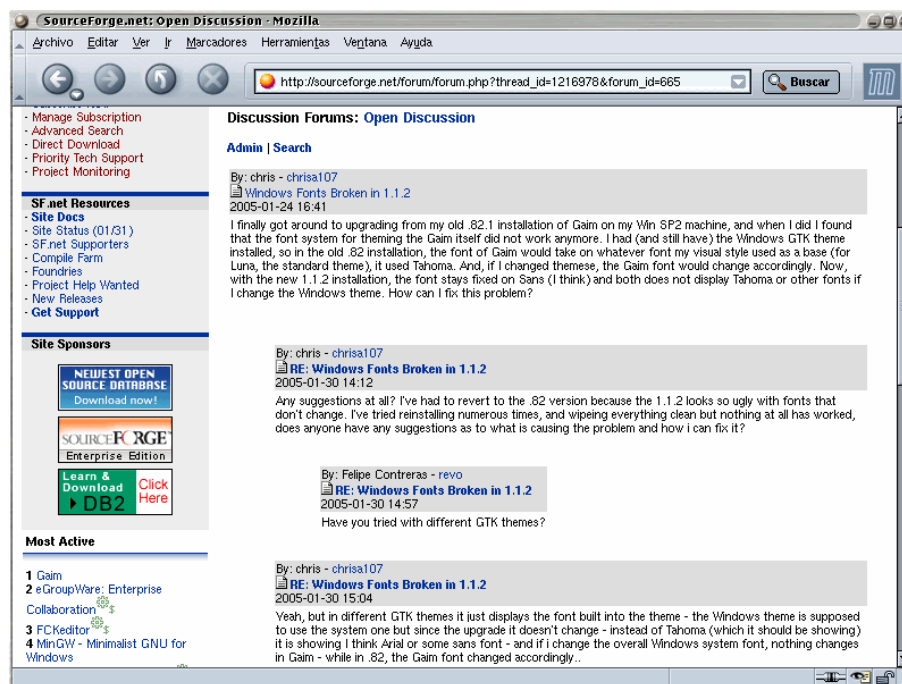 SourceForge.net: Open Discussion - Mozilla
Archivo Editar Ver Ir Marcadores Herramientas Ventana Ayuda
http://sourceforge.net/forum/forum.php?thread_id=1216978&forum_id=665
Buscar
- Manage Subscription
- Advanced Search
- Direct Download
- Priority Tech Support
- Project Monitoring
SF.net Resources
- Site Docs
- Site Status (01/31)
- SF.net Supporters
- Compile Farm
- Foundries
- Project Help Wanted
- New Releases
- Get Support
Site Sponsors
NEWEST OPEN
SOURCE DATABASE
Download now!
SOURCEFORGE
Enterprise Edition
Learn &
Download
DB2
Click
Here
Most Active
1 Gaim
2 eGroupWare: Enterprise
Collaboration $
3 FCKeditor $
4 MinGW - Minimalist GNU for
Windows
Discussion Forums: Open Discussion
Admin | Search
By: chris - chrisa107
Windows Fonts Broken in 1.1.2
2005-01-24 16:41
I finally got around to upgrading from my old .82.1 installation of Gaim on my Win SP2 machine, and when I did I found
that the font system for theming the Gaim itself did not work anymore. I had (and still have) the Windows GTK theme
installed, so in the old .82 installation, the font of Gaim would take on whatever font my visual style used as a base (for
Luna, the standard theme), it used Tahoma. And, if I changed themese, the Gaim font would change accordingly. Now,
with the new 1.1.2 installation, the font stays fixed on Sans (I think) and both does not display Tahoma or other fonts if
I change the Windows theme. How can I fix this problem?
By: chris - chrisa107
RE: Windows Fonts Broken in 1.1.2
2005-01-30 14:12
Any suggestions at all? I've had to revert to the .82 version because the 1.1.2 looks so ugly with fonts that
don't change. I've tried reinstalling numerous times, and wipeing everything clean but nothing at all has worked,
does anyone have any suggestions as to what is causing the problem and how i can fix it?
By: Felipe Contreras - revo
RE: Windows Fonts Broken in 1.1.2
2005-01-30 14:57
Have you tried with different GTK themes?
By: chris - chrisa107
RE: Windows Fonts Broken in 1.1.2
2005-01-30 15:04
Yeah, but in different GTK themes it just displays the font built into the theme - the Windows theme is supposed
to use the system one but since the upgrade it doesn't change - instead of Tahoma (which it should be showing)
it is showing I think Arial or some sans font - and if i change the overall Windows system font, nothing changes
in Gaim - while in .82, the Gaim font changed accordingly..